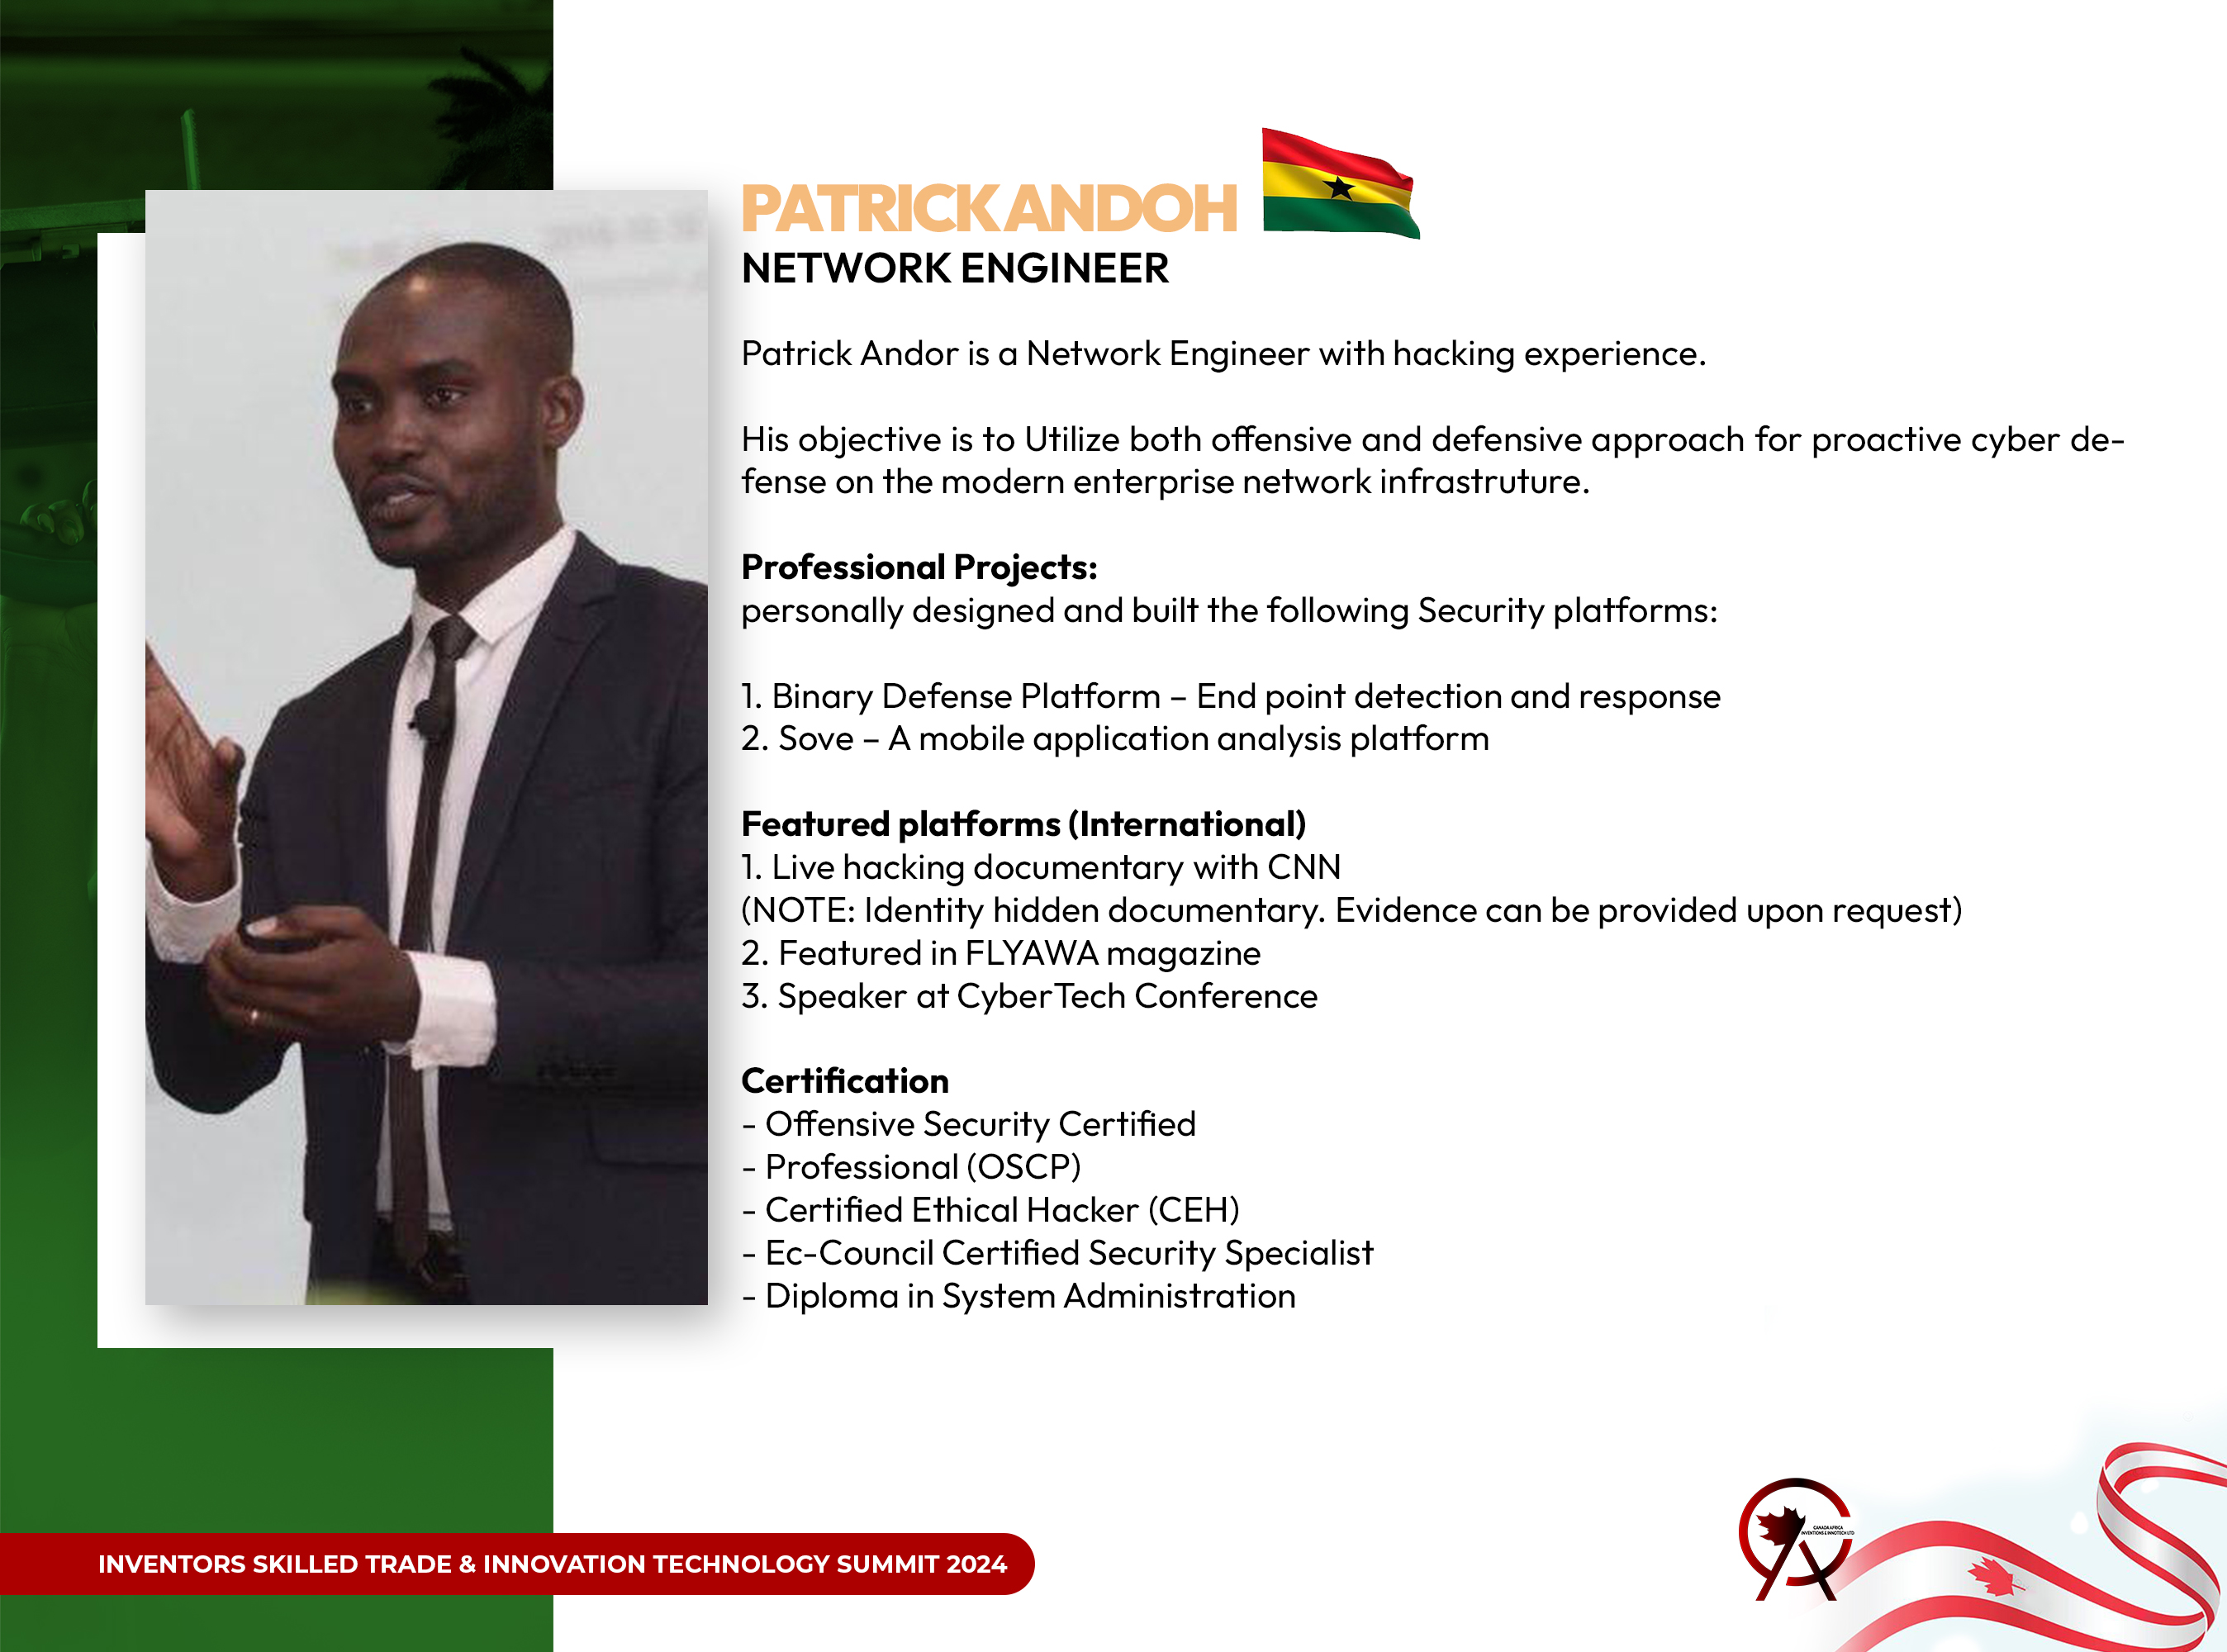 PATRICK ANDOH
NETWORK ENGINEER
Patrick Andor is a Network Engineer with hacking experience.
His objective is to Utilize both offensive and defensive approach for proactive cyber de-
fense on the modern enterprise network infrastruture.
Professional Projects:
personally designed and built the following Security platforms:
1. Binary Defense Platform – End point detection and response
2. Sove – A mobile application analysis platform
Featured platforms (International)
1. Live hacking documentary with CNN
(NOTE: Identity hidden documentary. Evidence can be provided upon request)
2. Featured in FLYAWA magazine
3. Speaker at CyberTech Conference
Certification
- Offensive Security Certified
- Professional (OSCP)
- Certified Ethical Hacker (CEH)
- Ec-Council Certified Security Specialist
- Diploma in System Administration
INVENTORS SKILLED TRADE & INNOVATION TECHNOLOGY SUMMIT 2024
CANADA AFRICA
INVENTIONS & INNOTECH LTD